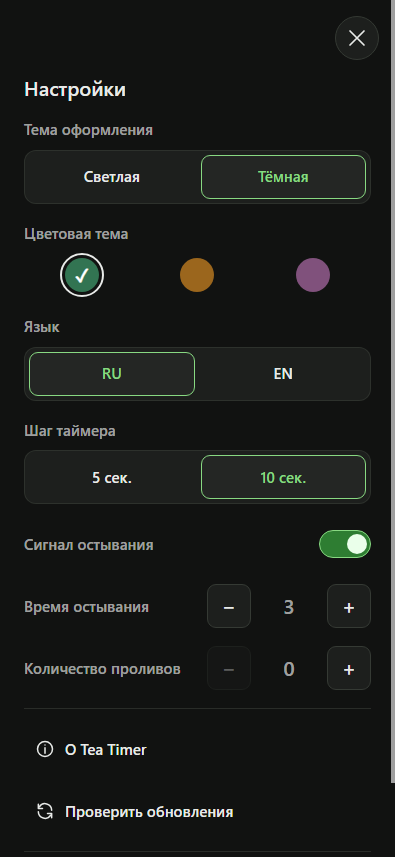 Настройки
Тема оформления
Светлая Тёмная
Цветовая тема
Язык
RU EN
Шаг таймера
5 сек. 10 сек.
Сигнал остывания
Время остывания − 3 +
Количество проливов − 0 +
О Tea Timer
Проверить обновления